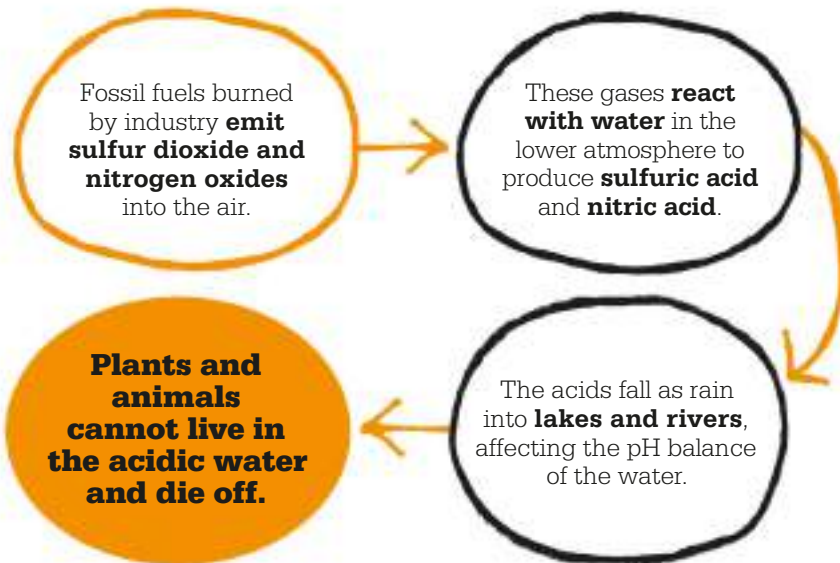 Fossil fuels burned
by industry emit
sulfur dioxide and
nitrogen oxides
into the air.
These gases react
with water in the
lower atmosphere to
produce sulfuric acid
and nitric acid.
The acids fall as rain
into lakes and rivers,
affecting the pH balance
of the water.
Plants and
animals
cannot live in
the acidic water
and die off.